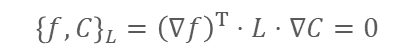 {f, C}_L = (∇f)^T · L · ∇C = 0